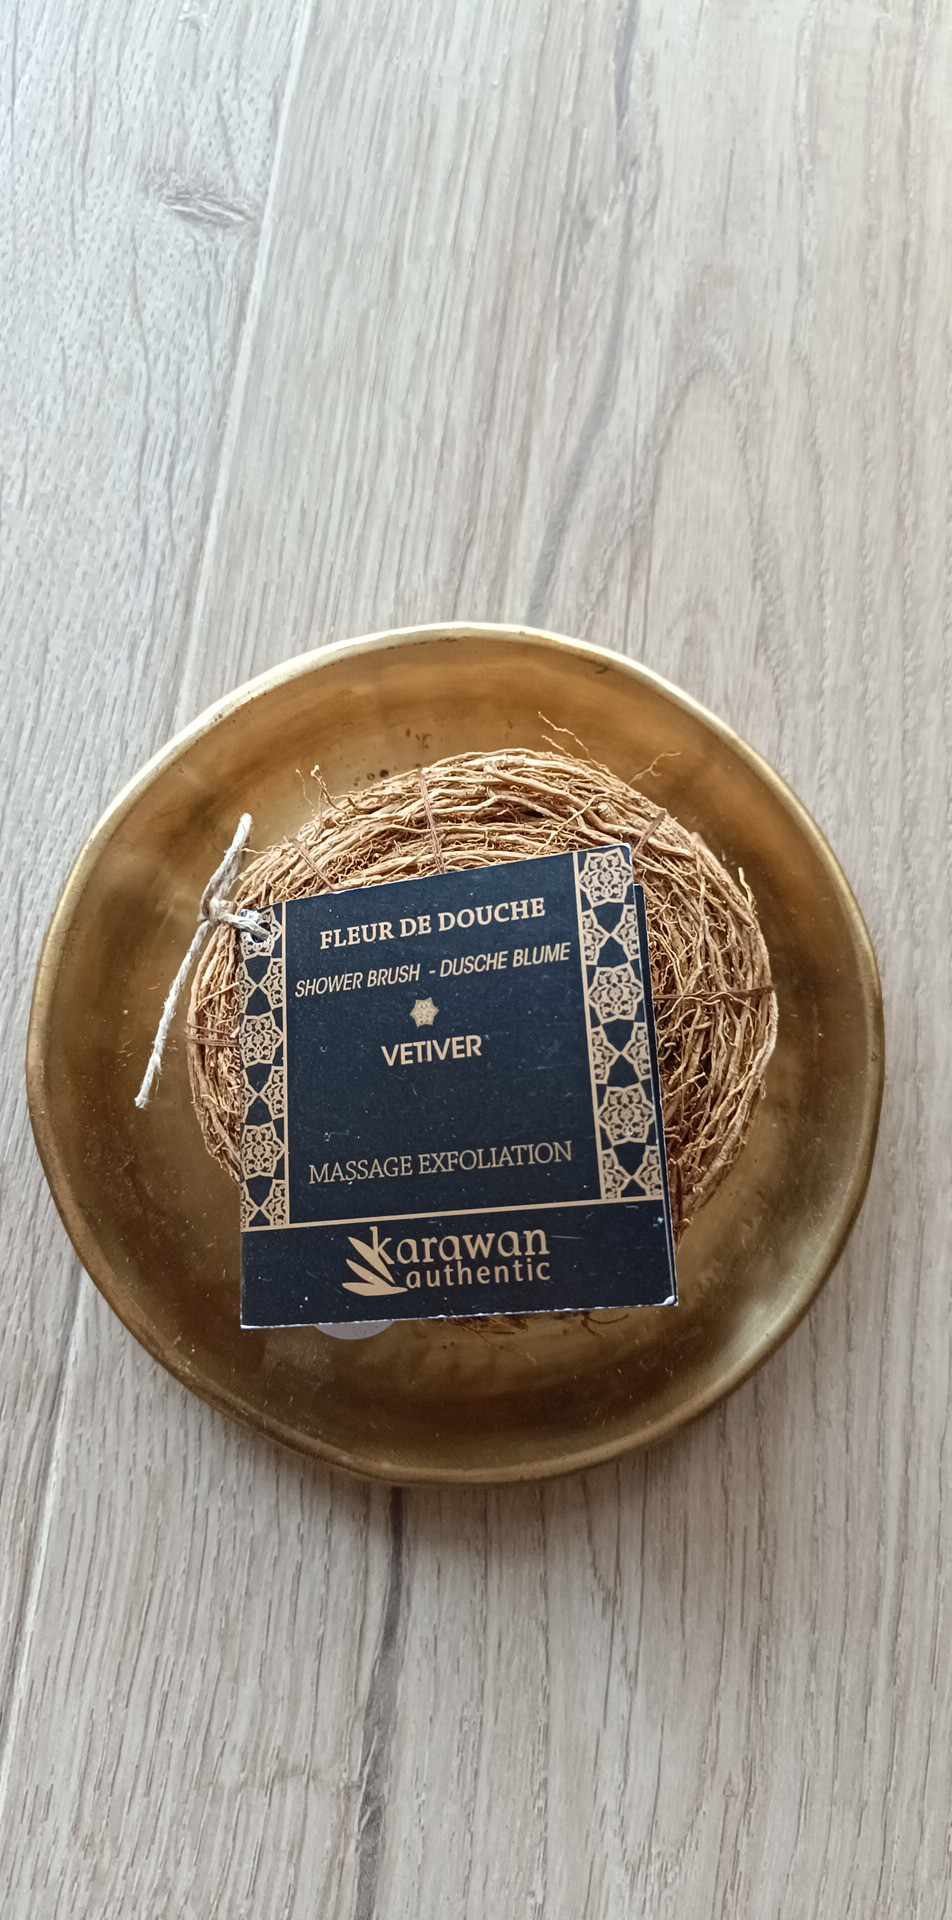 FLEUR DE DOUCHE
SHOWER BRUSH - DUSCHE BLUME
VETIVER
MASSAGE EXFOLIATION
karawan
authentic